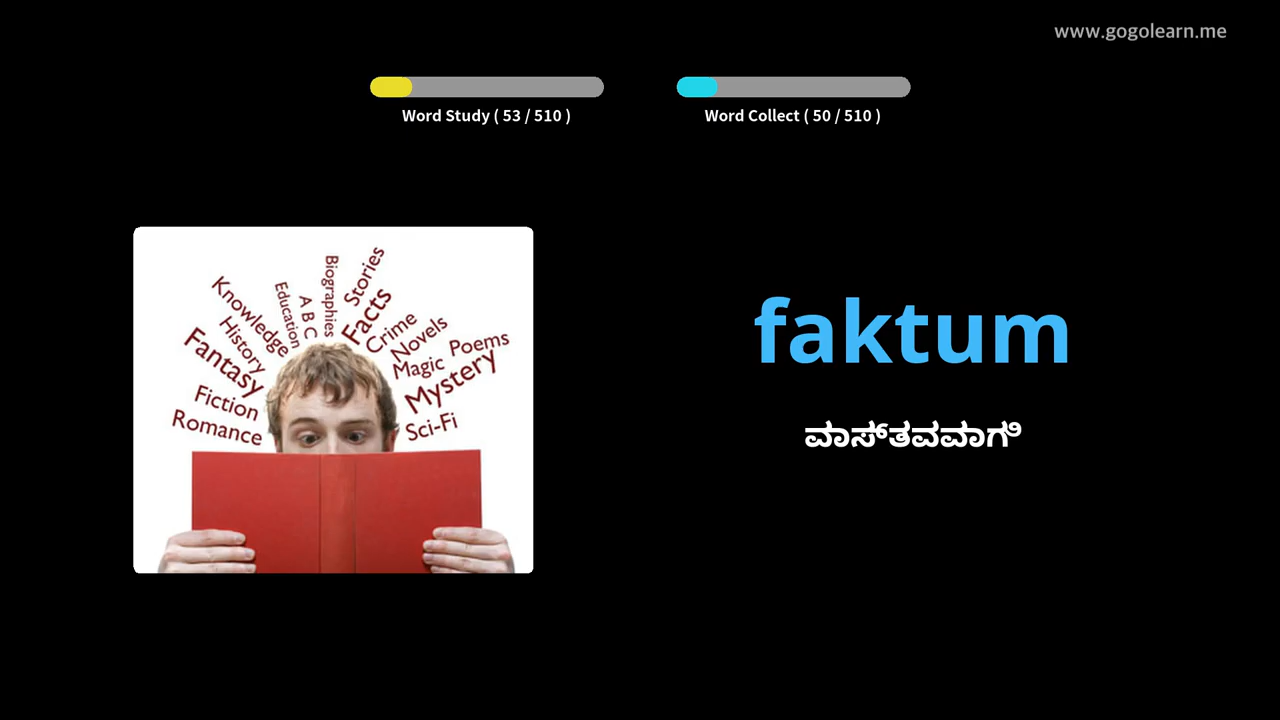 www.gogolearn.me
Word Study ( 53 / 510 )
Word Collect ( 50 / 510 )
Biographies
Stories
Education
A B C
Facts
Knowledge
Crime
History
Novels
Fantasy
Magic
Poems
Mystery
Fiction
Romance
Sci-Fi
faktum
ವಾಸ್ತವವಾಗಿ